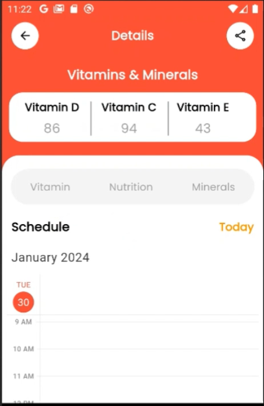 11:22
Details
Vitamins & Minerals
Vitamin D Vitamin C Vitamin E
86 94 43
Vitamin Nutrition Minerals
Schedule Today
January 2024
TUE
30
9 AM
10 AM
11 AM